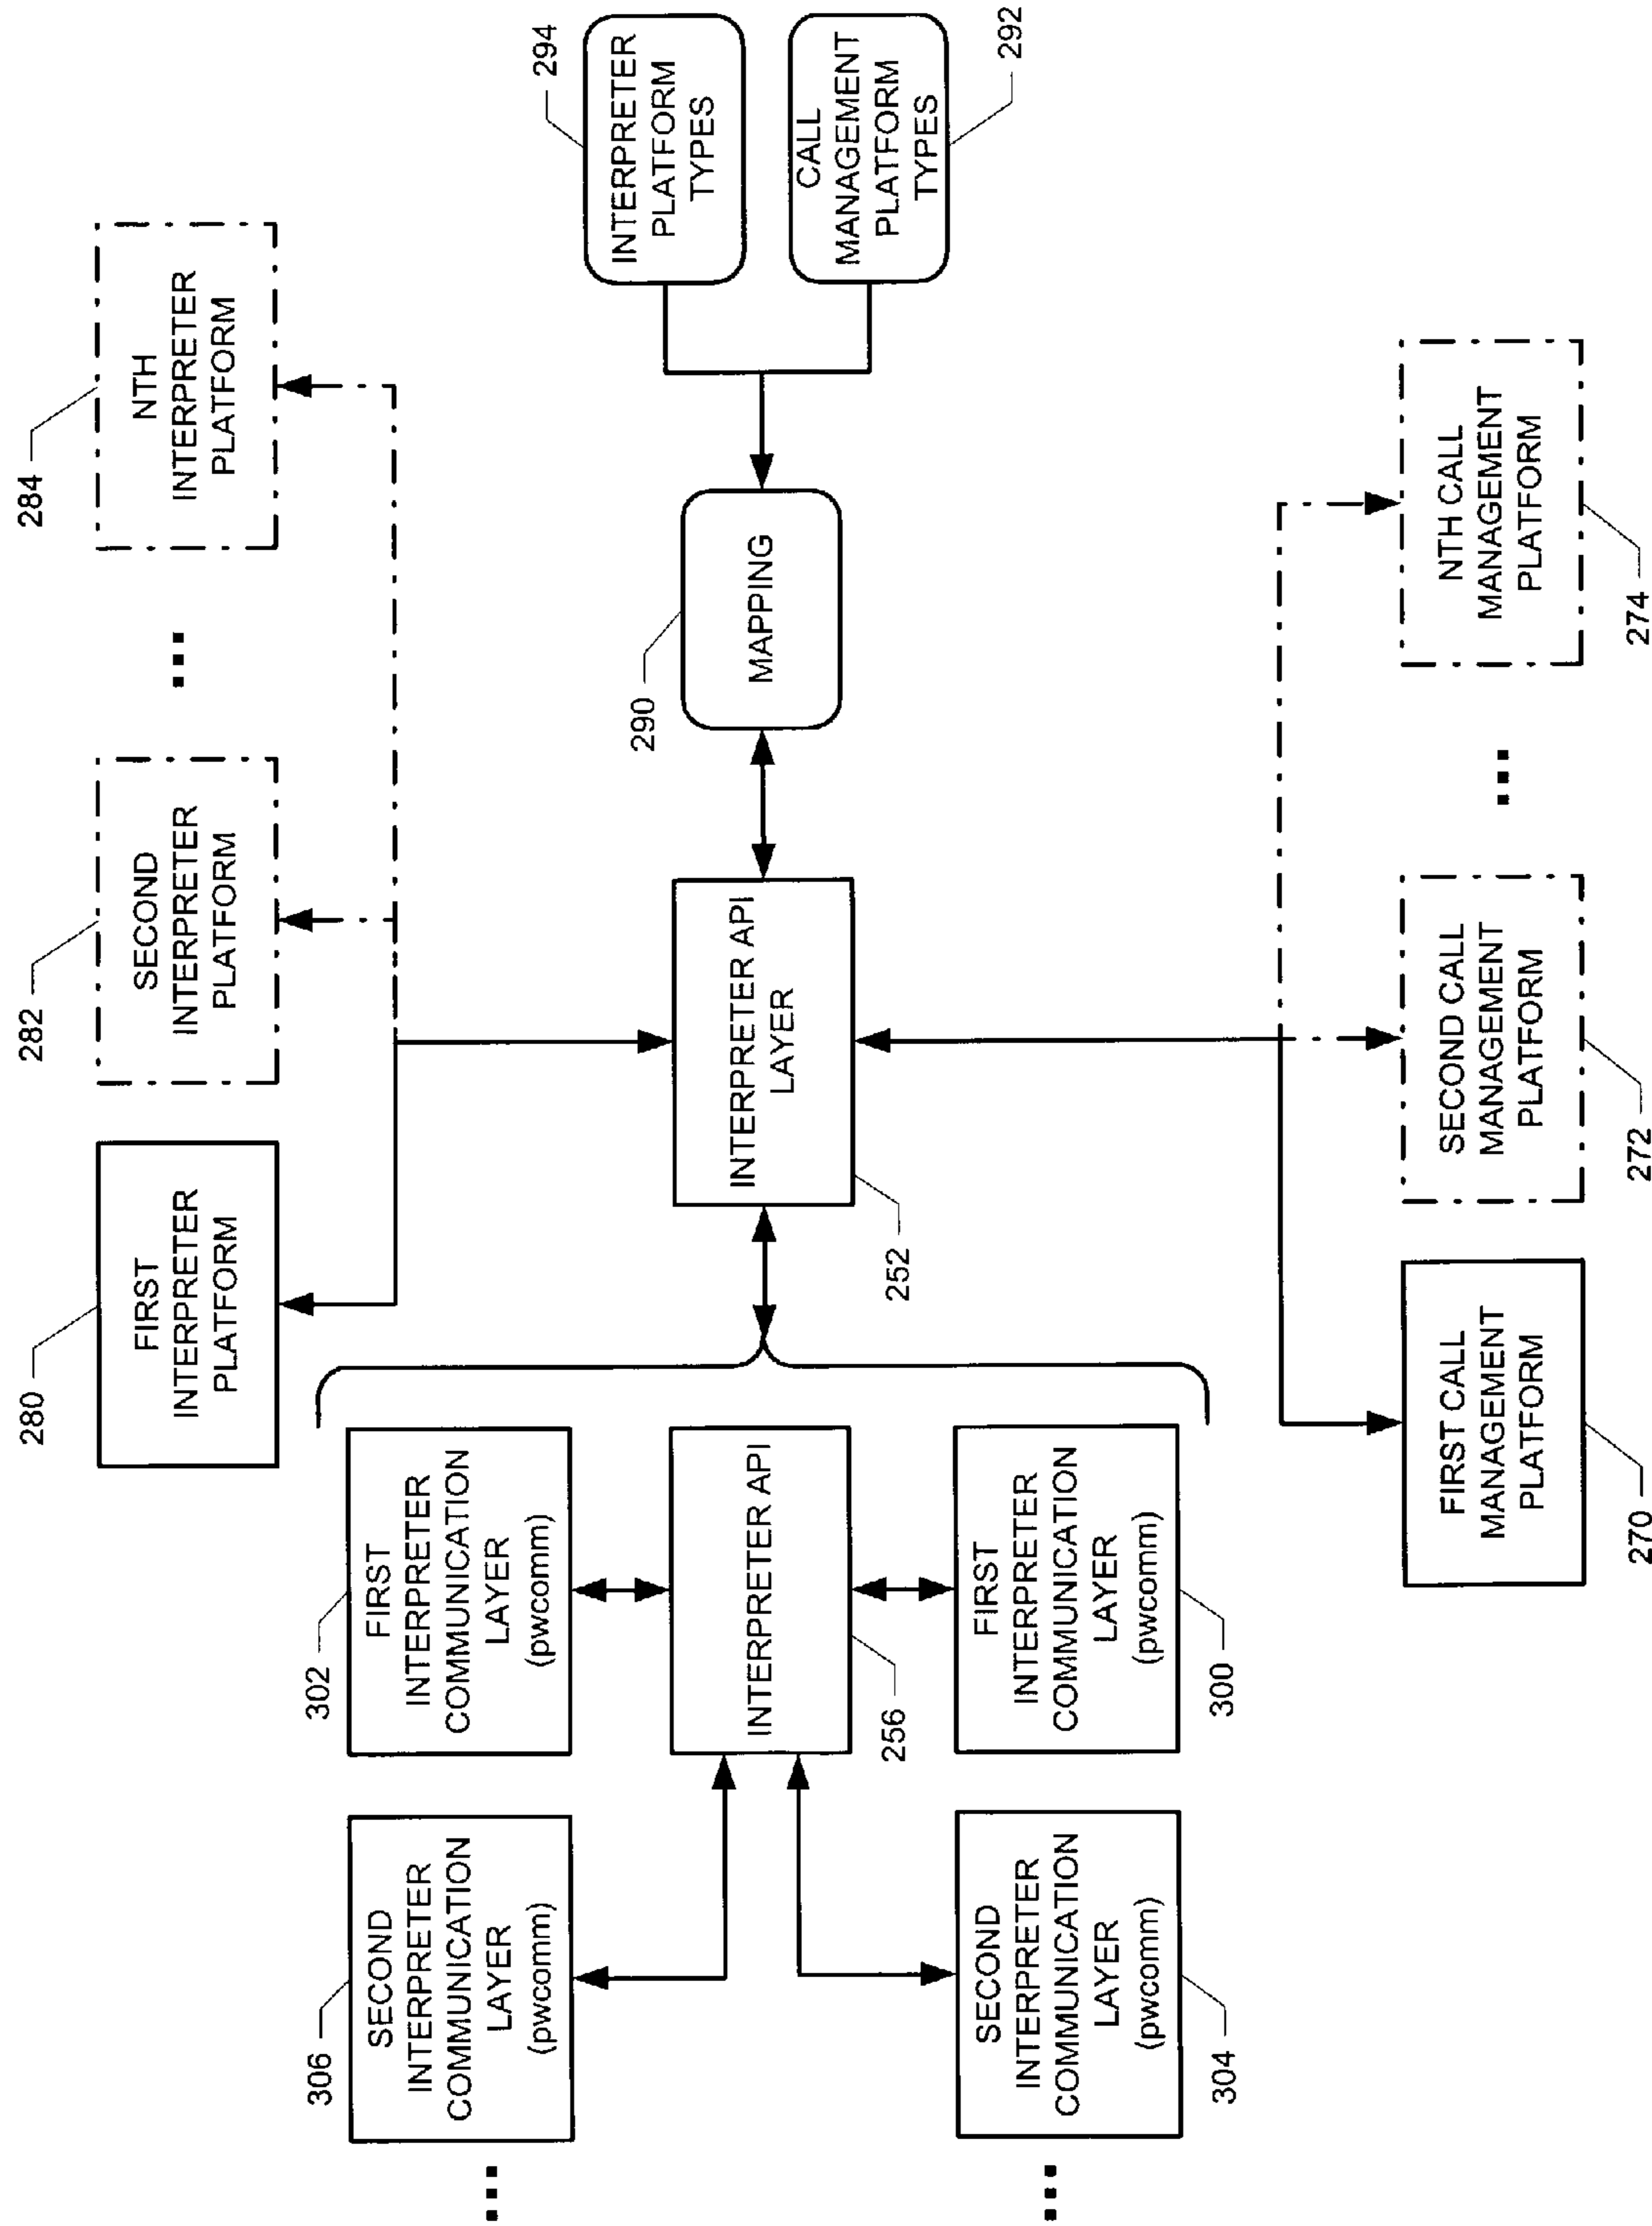 280
FIRST
INTERPRETER
PLATFORM
282
SECOND
INTERPRETER
PLATFORM
...
284
NTH
INTERPRETER
PLATFORM
...
306
SECOND
INTERPRETER
COMMUNICATION
LAYER
(pwcomm)
302
FIRST
INTERPRETER
COMMUNICATION
LAYER
(pwcomm)
INTERPRETER API
256
INTERPRETER API
LAYER
252
290
MAPPING
294
INTERPRETER
PLATFORM
TYPES
CALL
MANAGEMENT
PLATFORM
TYPES
292
...
SECOND
INTERPRETER
COMMUNICATION
LAYER
(pwcomm)
304
FIRST
INTERPRETER
COMMUNICATION
LAYER
(pwcomm)
300
FIRST CALL
MANAGEMENT
PLATFORM
270
SECOND CALL
MANAGEMENT
PLATFORM
272
...
NTH CALL
MANAGEMENT
PLATFORM
274